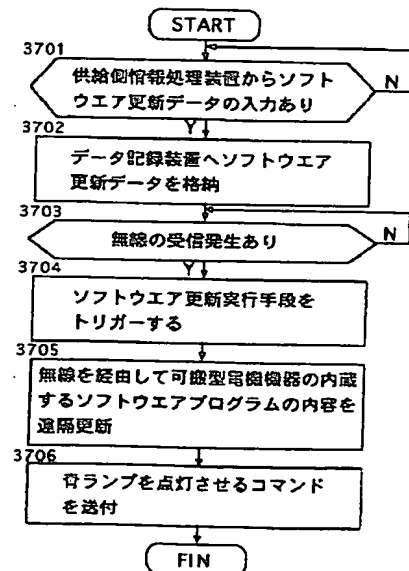 START
3701
供給側情報処理装置からソフト
ウエア更新データの入力あり
N
Y
3702
データ記録装置へソフトウエア
更新データを格納
3703
無線の受信発生あり
N
Y
3704
ソフトウエア更新実行手段を
トリガーする
3705
無線を経由して可搬型電機機器の内蔵
するソフトウエアプログラムの内容を
遠隔更新
3706
青ランプを点灯させるコマンド
を送付
FIN